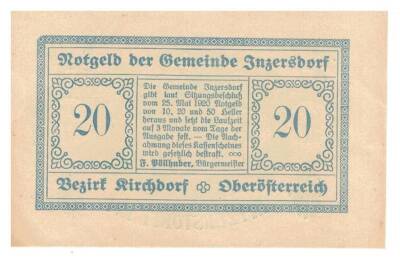 Notgeld der Gemeinde Inzersdorf
20
Die Gemeinde Inzersdorf
gibt laut Sitzungsbeschluß
vom 25. Mai 1920 Notgeld
von 10, 20 und 50 Heller
heraus und setzt die Laufzeit
auf 3 Monate vom Tage der
Ausgabe fest. — Die Nach-
ahmung dieses Kassenscheines
wird gesetzlich bestraft. ooo
F. Pöllhuber, Bürgermeister
20
Bezirk Kirchdorf Oberösterreich